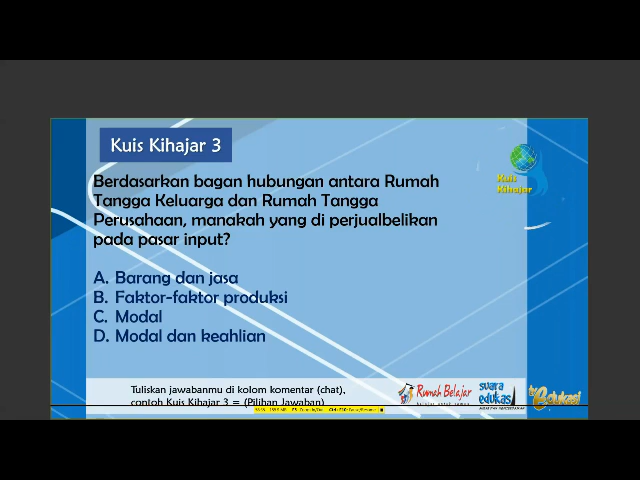 Kuis Kihajar 3
Kuis
Kihajar
Berdasarkan bagan hubungan antara Rumah
Tangga Keluarga dan Rumah Tangga
Perusahaan, manakah yang di perjualbelikan
pada pasar input?
A. Barang dan jasa
B. Faktor-faktor produksi
C. Modal
D. Modal dan keahlian
Tuliskan jawabanmu di kolom komentar (chat),
contoh Kuis Kihajar 3 = (Pilihan Jawaban)
Rumah Belajar
suara
edukasi
tv Edukasi